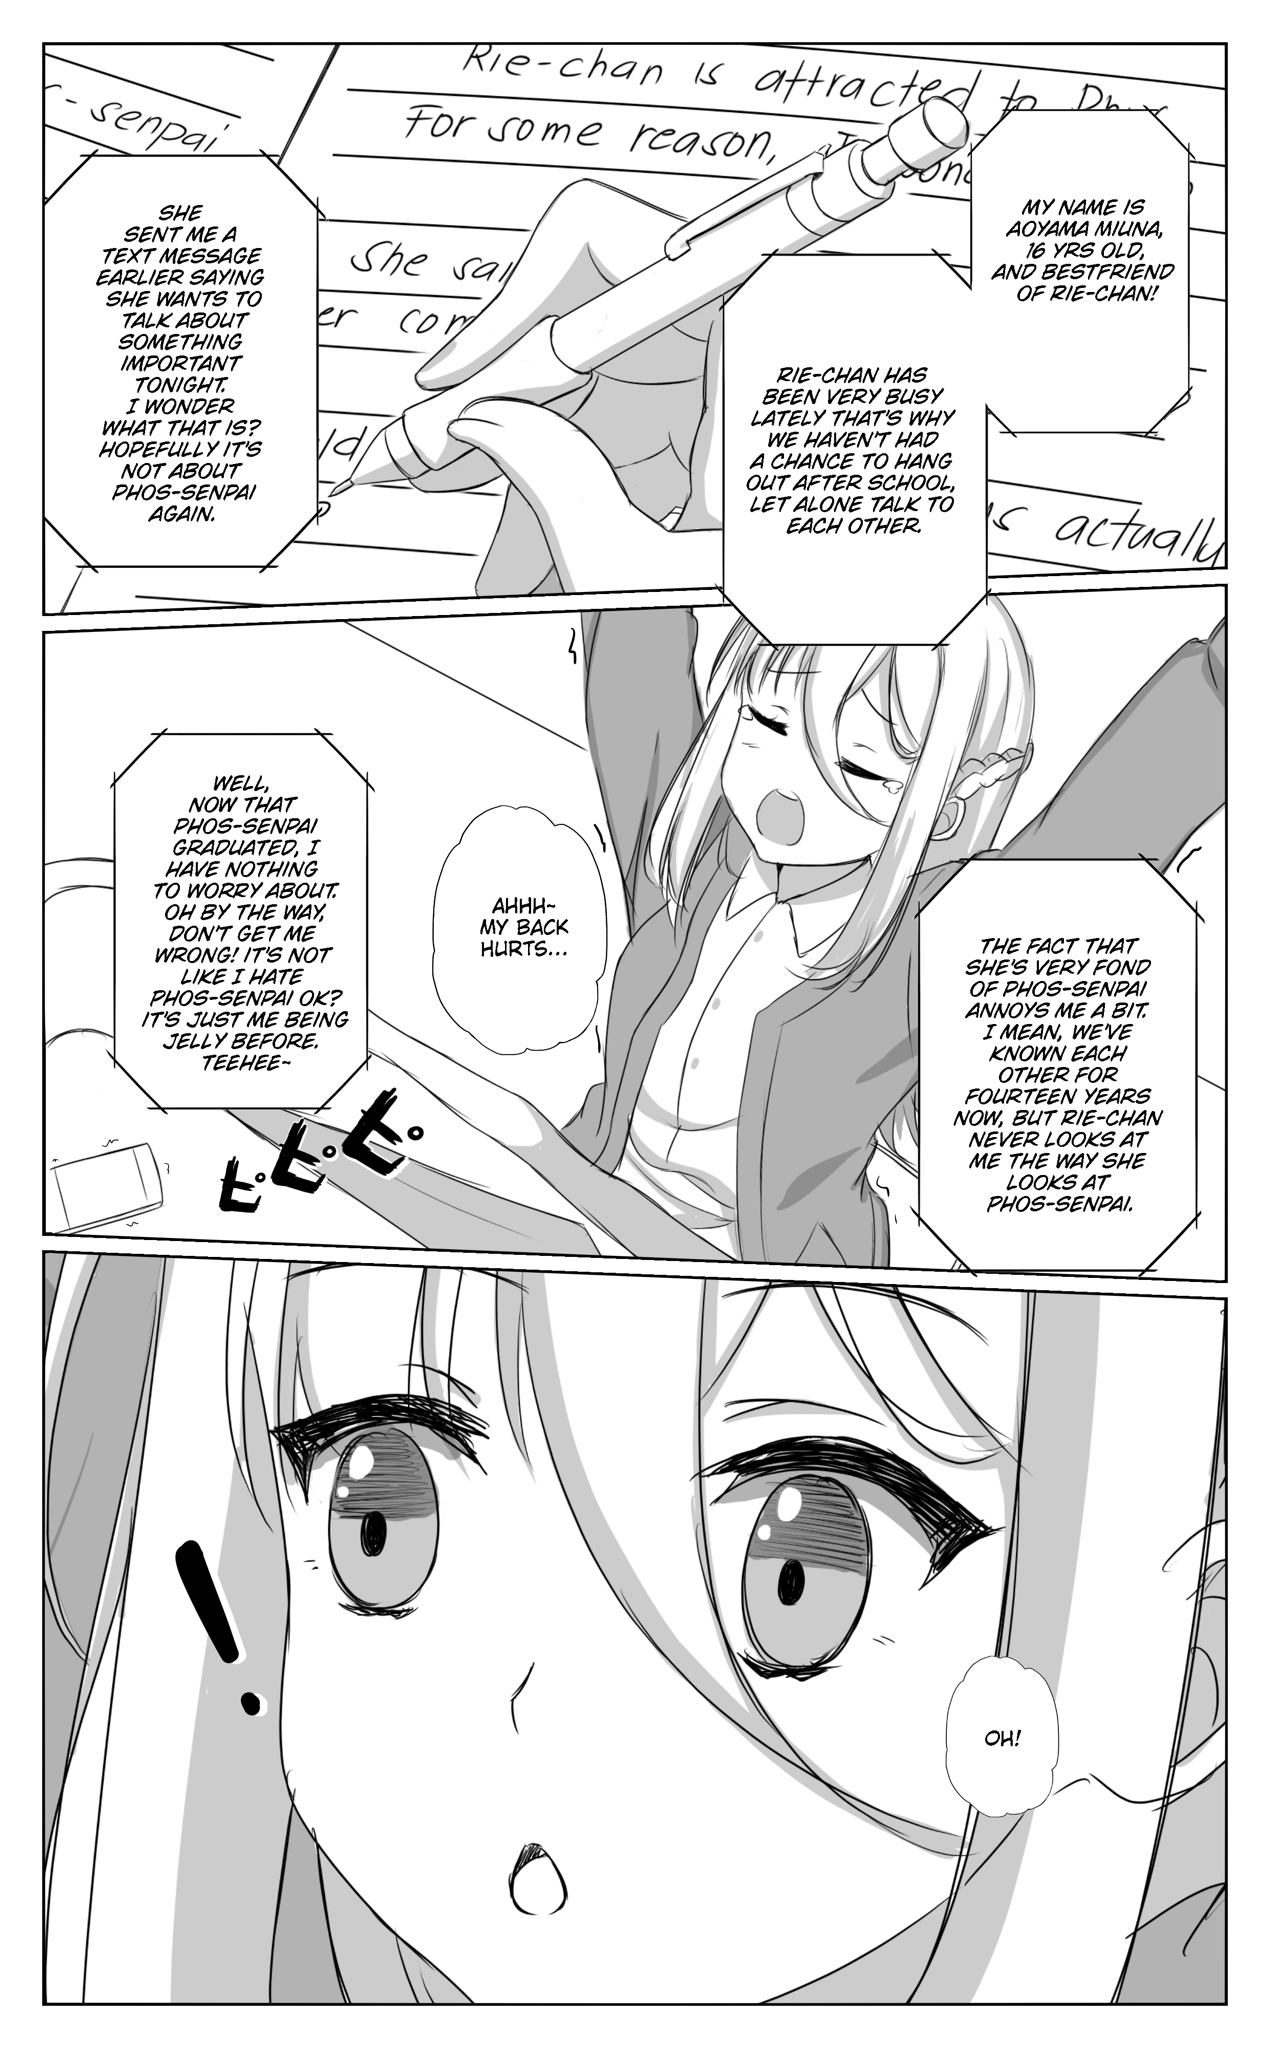 Rie-chan is attracted to
For some reason,
-senpai
She
MY NAME IS
AOYAMA MIUNA,
16 YRS OLD,
AND BESTFRIEND
OF RIE-CHAN!
RIE-CHAN HAS
BEEN VERY BUSY
LATELY THAT'S WHY
WE HAVEN'T HAD
A CHANCE TO HANG
OUT AFTER SCHOOL,
LET ALONE TALK TO
EACH OTHER.
SHE
SENT ME A
TEXT MESSAGE
EARLIER SAYING
SHE WANTS TO
TALK ABOUT
SOMETHING
IMPORTANT
TONIGHT.
I WONDER
WHAT THAT IS?
HOPEFULLY IT'S
NOT ABOUT
PHOS-SENPAI
AGAIN.
actually
THE FACT THAT
SHE'S VERY FOND
OF PHOS-SENPAI
ANNOYS ME A BIT.
I MEAN, WE'VE
KNOWN EACH
OTHER FOR
FOURTEEN YEARS
NOW, BUT RIE-CHAN
NEVER LOOKS AT
ME THE WAY SHE
LOOKS AT
PHOS-SENPAI.
AHHH~
MY BACK
HURTS...
WELL,
NOW THAT
PHOS-SENPAI
GRADUATED, I
HAVE NOTHING
TO WORRY ABOUT.
OH BY THE WAY,
DON'T GET ME
WRONG! IT'S NOT
LIKE I HATE
PHOS-SENPAI OK?
IT'S JUST ME BEING
JELLY BEFORE.
TEEHEE~
ピピピ
!
OH!